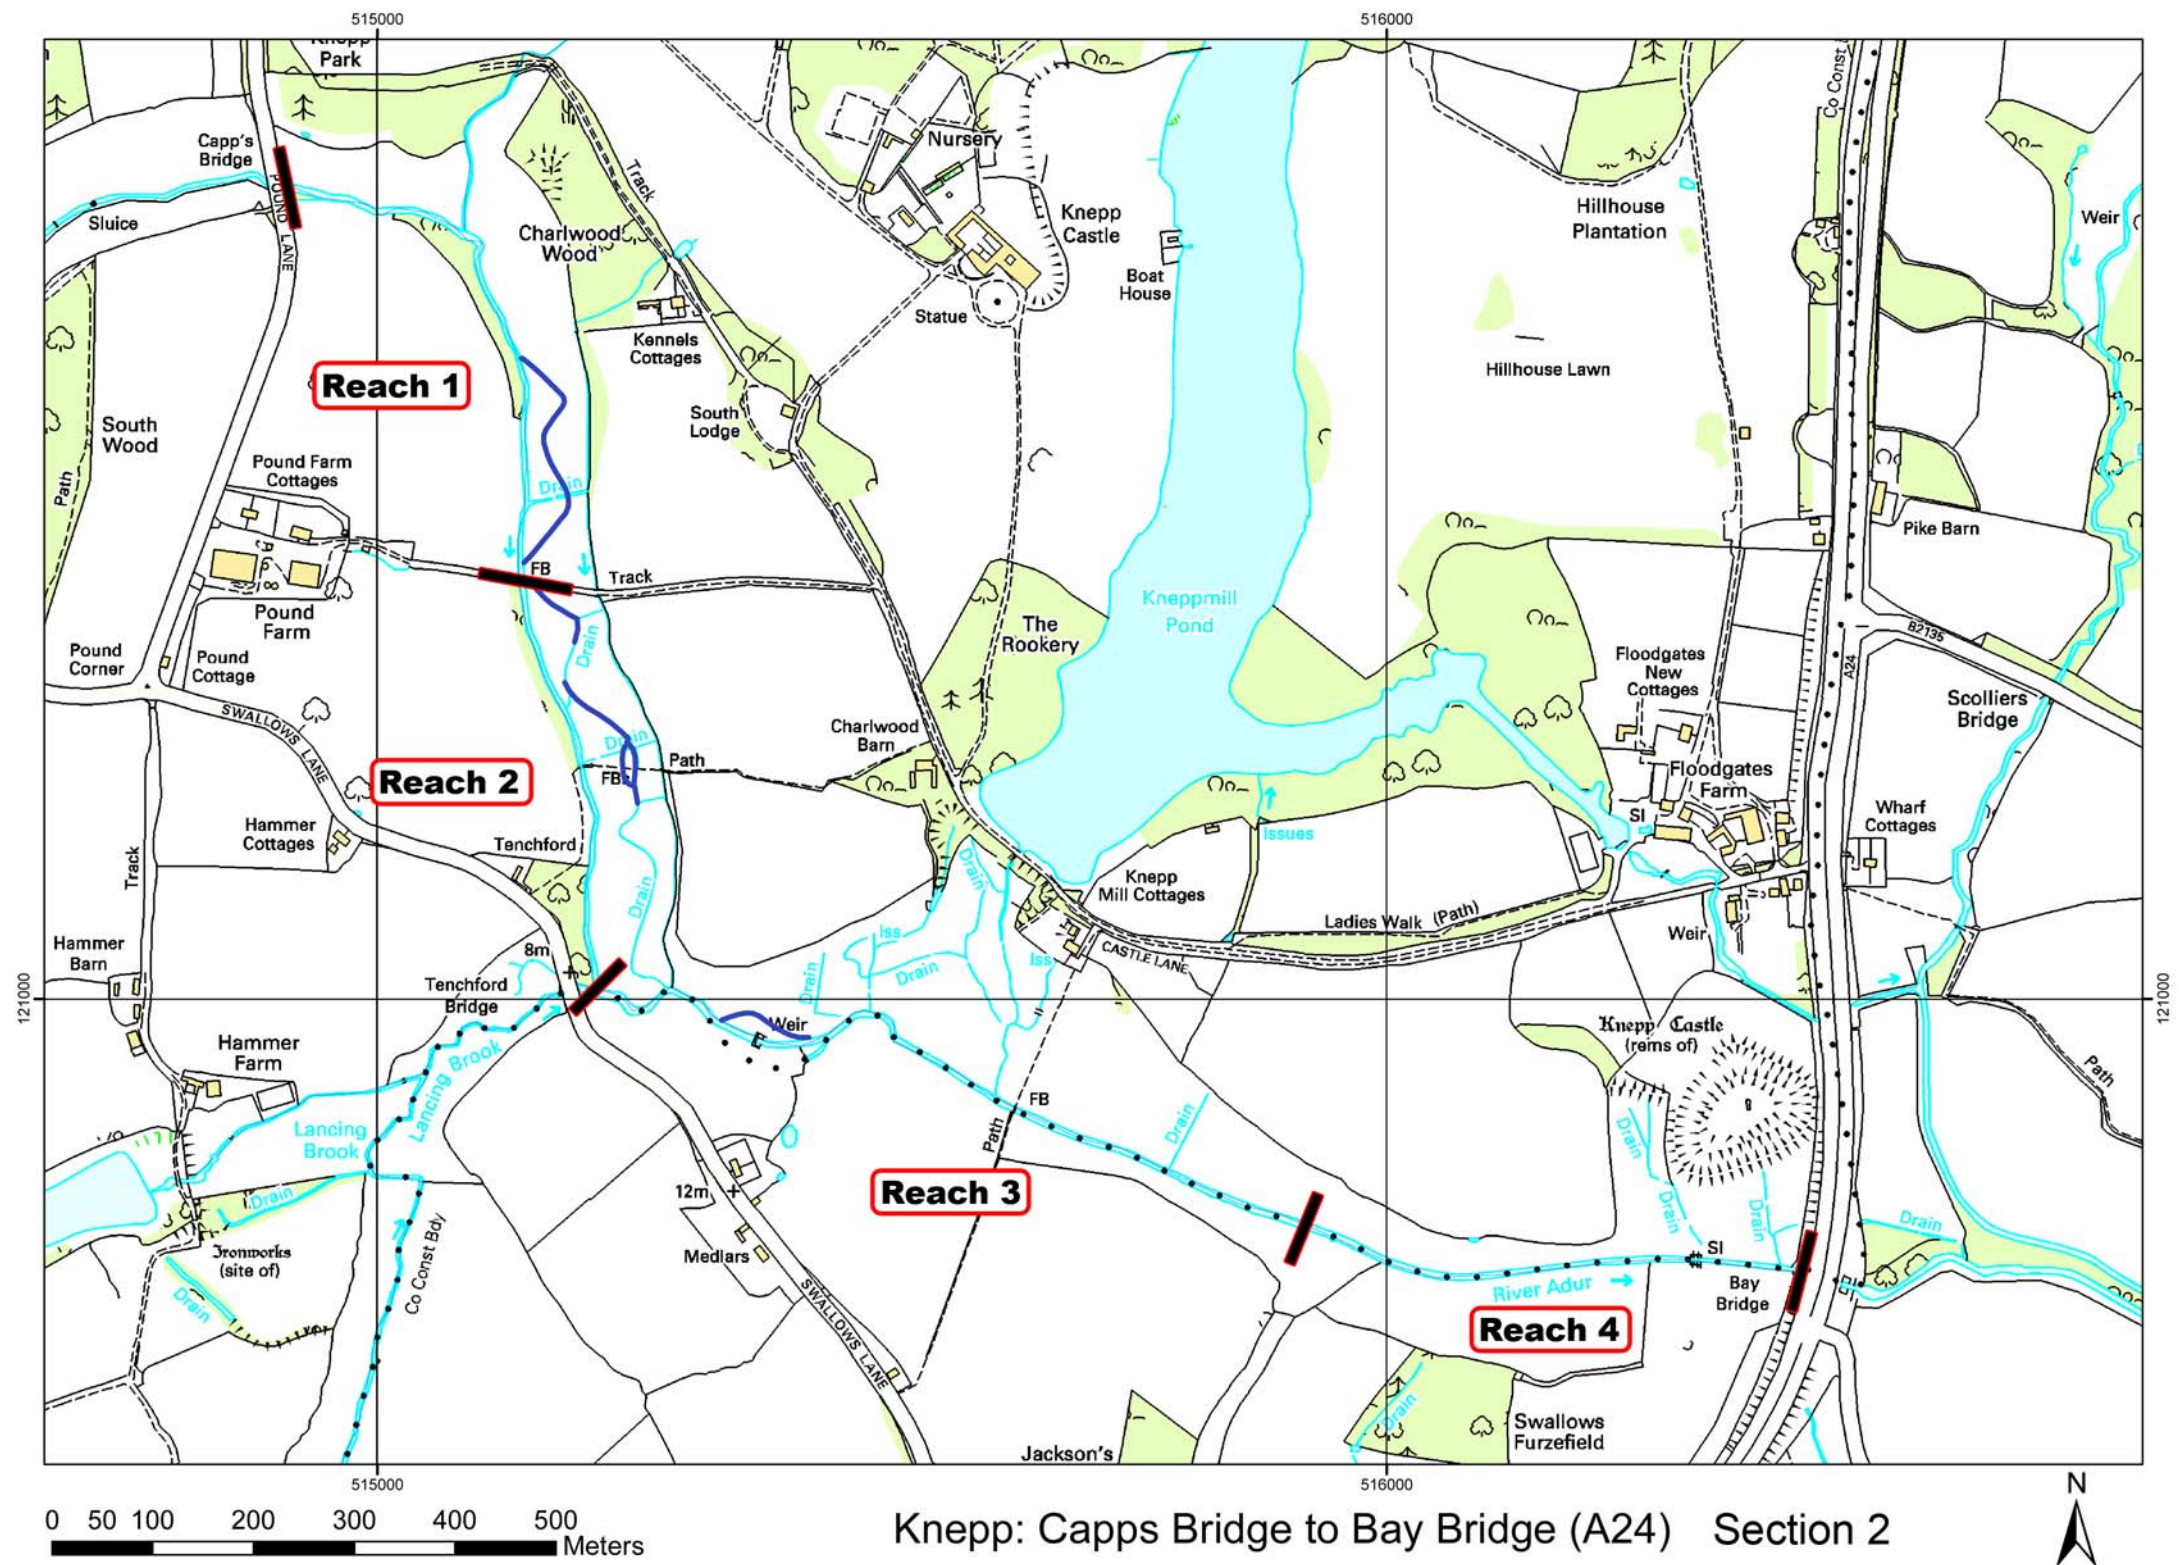 515000
516000
Knepp
Park
Co Const
Capp's
Bridge
Nursery
Track
POUND LANE
Sluice
Charlwood
Wood
Knepp
Castle
Hillhouse
Plantation
Weir
Boat
House
Statue
Kennels
Cottages
Hillhouse Lawn
Reach 1
South
Lodge
South
Wood
Path
Pound Farm
Cottages
Drain
Pike Barn
FB
Track
Kneppmill
Pond
Pound
Farm
The
Rookery
B2135
A24
Drain
Pound
Corner
Pound
Cottage
Floodgates
New
Cottages
Scolliers
Bridge
SWALLOWS LANE
Charlwood
Barn
Drain
Path
FB
Reach 2
Floodgates
Farm
SI
Wharf
Cottages
Hammer
Cottages
Issues
Tenchford
Track
Drain
Drain
Knepp
Mill Cottages
Ladies Walk (Path)
Weir
Hammer
Barn
8m
Iss
Iss
CASTLE LANE
Drain
Drain
Tenchford
Bridge
121000
121000
Weir
Knepp Castle
(rems of)
Hammer
Farm
Lancing Brook
Path
FB
Lancing
Brook
Drain
Path
Drain
Drain
12m
Reach 3
Drain
Drain
Drain
Ironworks
(site of)
Co Const Bdy
Medlars
SI
Drain
River Adur
Bay
Bridge
SWALLOWS LANE
Reach 4
Drain
Swallows
Furzefield
Jackson's
515000
516000
N
0 50 100 200 300 400 500
Meters
Knepp: Capps Bridge to Bay Bridge (A24) Section 2